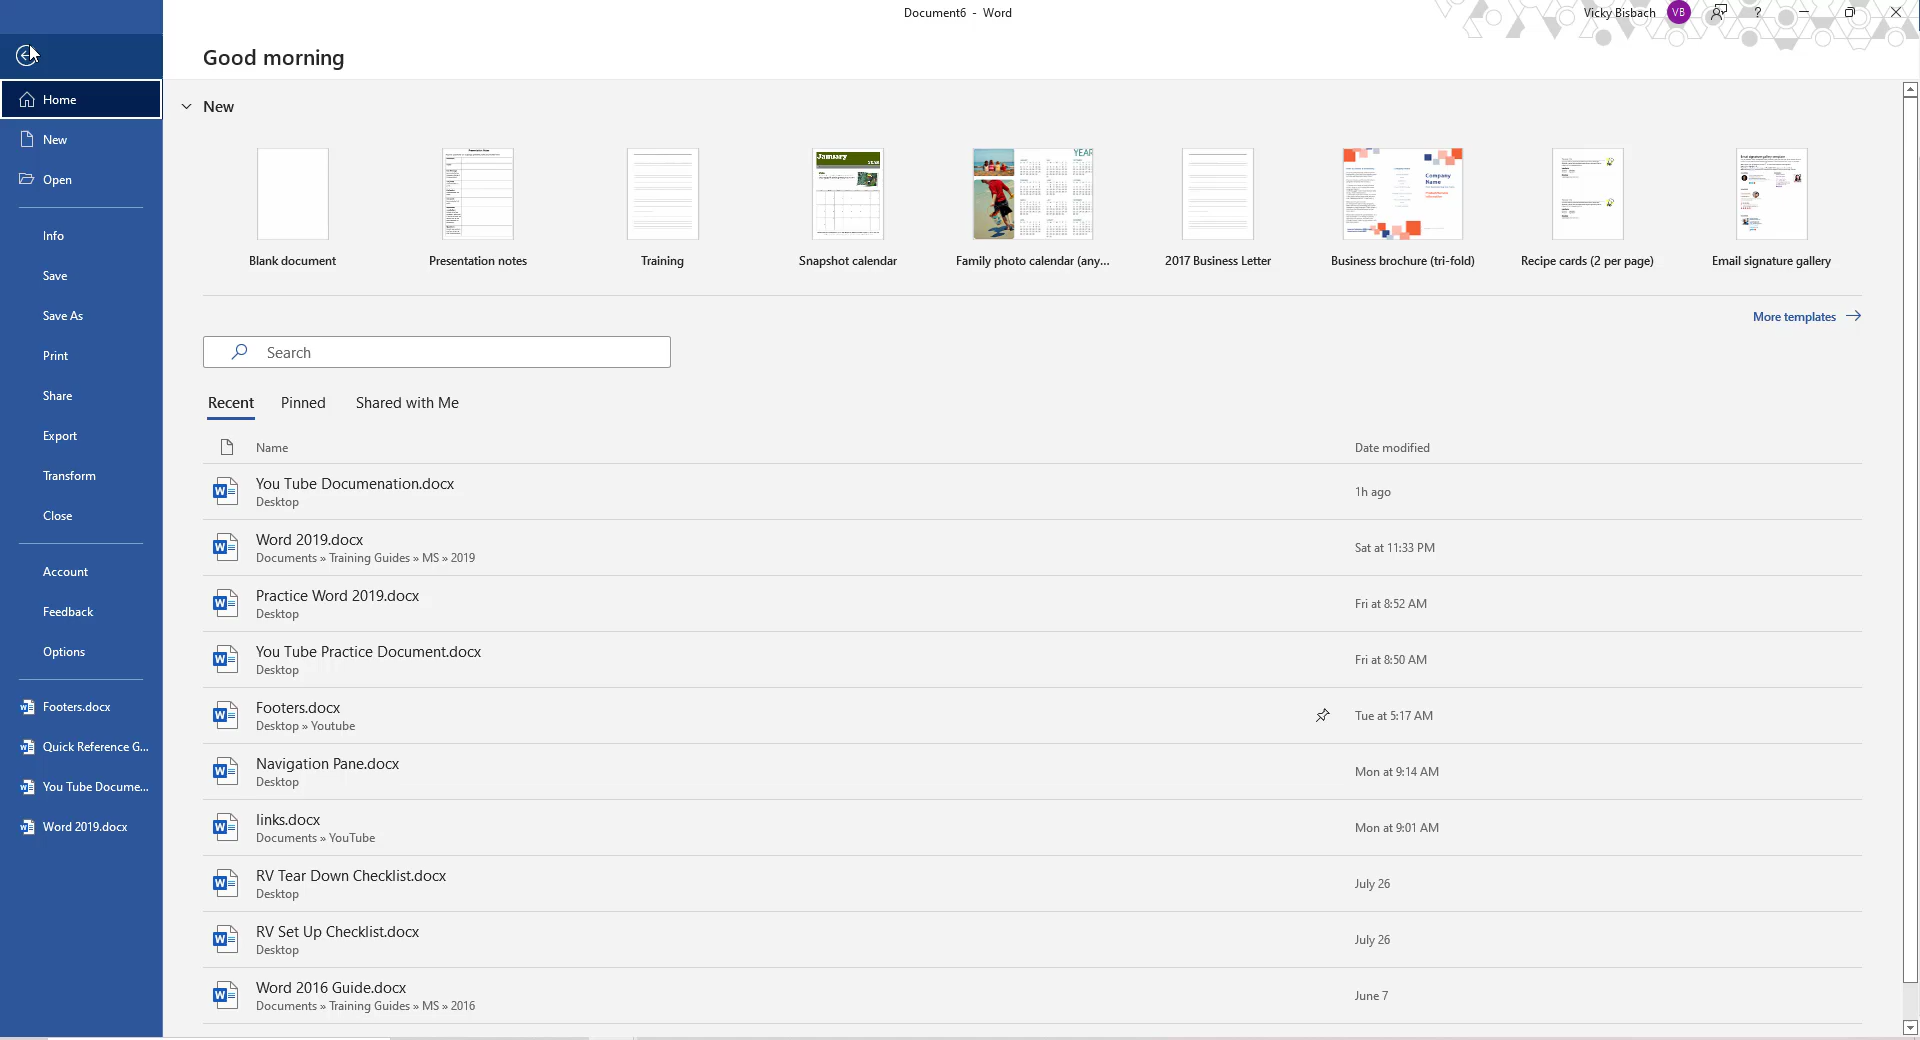 Document6 - Word
Vicky Bisbach
VB
?
Good morning
Home
New
Open
Info
Save
Save As
Print
Share
Export
Transform
Close
Account
Feedback
Options
Footers.docx
Quick Reference G...
You Tube Docume...
Word 2019.docx
New
January
YEAR
YEAR
Company
Name
Blank document
Presentation notes
Training
Snapshot calendar
Family photo calendar (any...
2017 Business Letter
Business brochure (tri-fold)
Recipe cards (2 per page)
Email signature gallery
More templates
Search
Recent Pinned Shared with Me
Name Date modified
You Tube Documenation.docx
Desktop
1h ago
Word 2019.docx
Documents » Training Guides » MS » 2019
Sat at 11:33 PM
Practice Word 2019.docx
Desktop
Fri at 8:52 AM
You Tube Practice Document.docx
Desktop
Fri at 8:50 AM
Footers.docx
Desktop » Youtube
Tue at 5:17 AM
Navigation Pane.docx
Desktop
Mon at 9:14 AM
links.docx
Documents » YouTube
Mon at 9:01 AM
RV Tear Down Checklist.docx
Desktop
July 26
RV Set Up Checklist.docx
Desktop
July 26
Word 2016 Guide.docx
Documents » Training Guides » MS » 2016
June 7